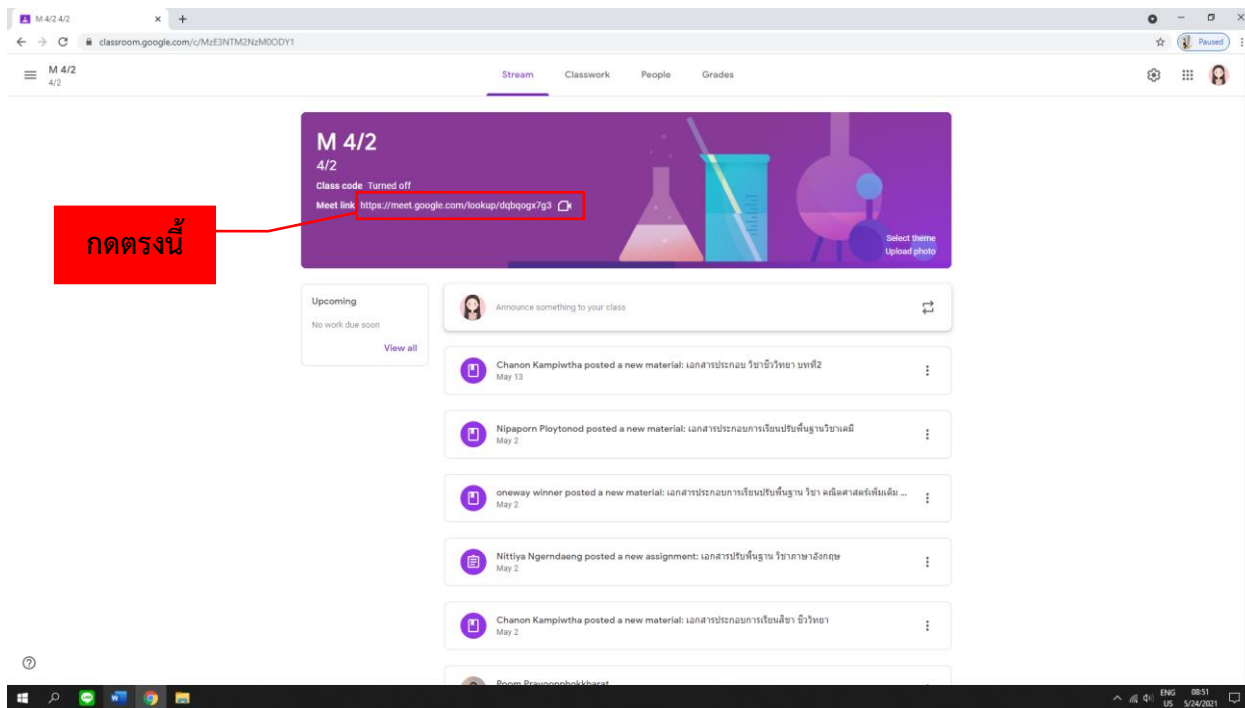 M 4/2 4/2
classroom.google.com/c/MzE3NTM2NzM0ODY1
Paused
M 4/2
4/2
Stream Classwork People Grades
M 4/2
4/2
Class code Turned off
Meet link https://meet.google.com/lookup/dqbqogx7g3
กดตรงนี้
Select theme
Upload photo
Upcoming
No work due soon
View all
Announce something to your class
Chanon Kampiwtha posted a new material: เอกสารประกอบ วิชาชีววิทยา บทที่2
May 13
Nipaporn Ploytonod posted a new material: เอกสารประกอบการเรียนปรับพื้นฐานวิชาเคมี
May 2
oneway winner posted a new material: เอกสารประกอบการเรียนปรับพื้นฐาน วิชา คณิตศาสตร์เพิ่มเติม ...
May 2
Nittiya Ngerndaeng posted a new assignment: เอกสารปรับพื้นฐาน วิชาภาษาอังกฤษ
May 2
Chanon Kampiwtha posted a new material: เอกสารประกอบการเรียนสิชา ชีววิทยา
May 2
Poom Prayoonphokkharat
ENG 08:51
US 5/24/2021